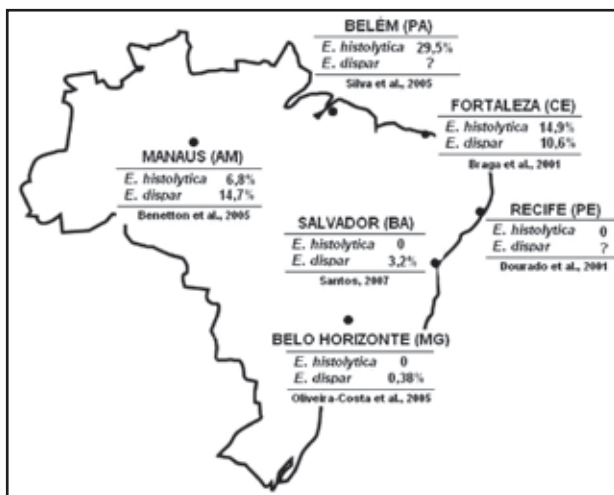 BELÉM (PA)
E. histolytica 29,5%
E. dispar ?
Silva et al., 2005
FORTALEZA (CE)
E. histolytica 14,9%
E. dispar 10,6%
Braga et al., 2001
MANAUS (AM)
E. histolytica 6,8%
E. dispar 14,7%
Benetton et al., 2005
RECIFE (PE)
E. histolytica 0
E. dispar ?
Dourado et al., 2001
SALVADOR (BA)
E. histolytica 0
E. dispar 3,2%
Santos, 2007
BELO HORIZONTE (MG)
E. histolytica 0
E. dispar 0,38%
Oliveira-Costa et al., 2005